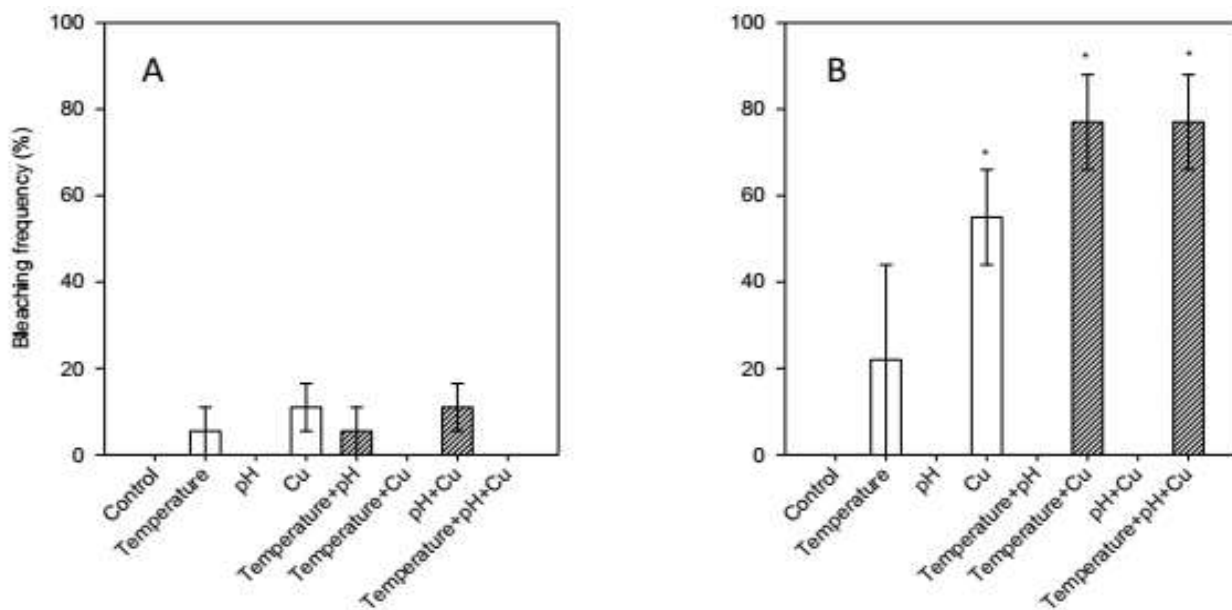 A
Bleaching frequency (%)
100
80
60
40
20
0
Control
Temperature
pH
Cu
Temperature+pH
Temperature+Cu
pH+Cu
Temperature+pH+Cu
B
100
80
60
40
20
0
*
*
*
Control
Temperature
pH
Cu
Temperature+pH
Temperature+Cu
pH+Cu
Temperature+pH+Cu